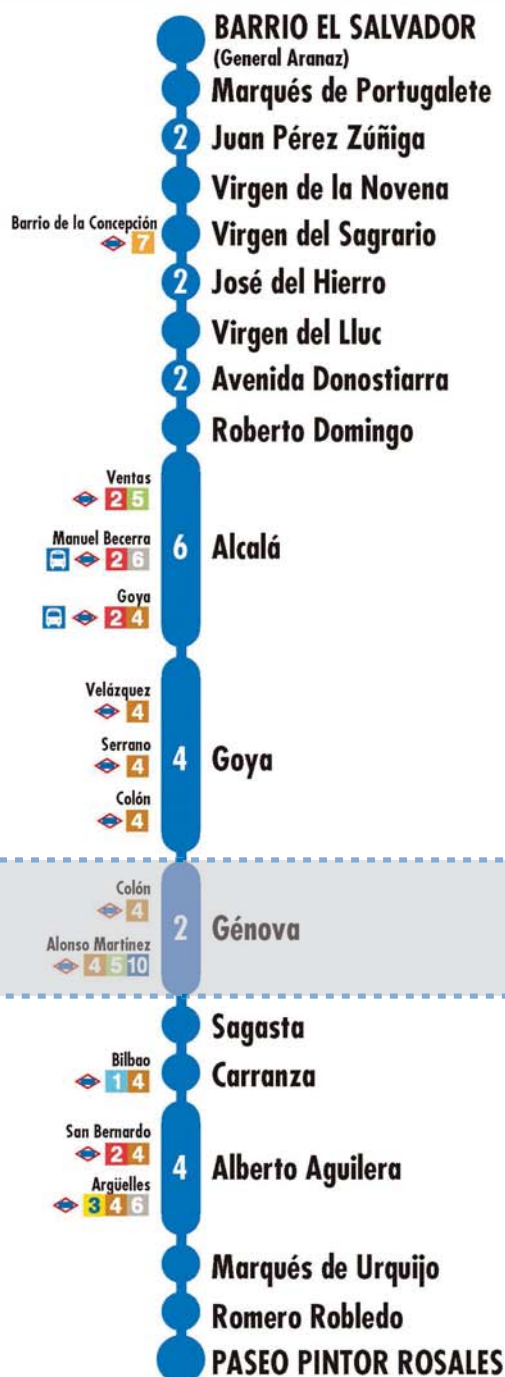 BARRIO EL SALVADOR
(General Aranaz)
Marqués de Portugalete
2 Juan Pérez Zúñiga
Virgen de la Novena
Barrio de la Concepción
7
Virgen del Sagrario
2 José del Hierro
Virgen del Lluc
2 Avenida Donostiarra
Roberto Domingo
Ventas
2 5
Manuel Becerra
2 6
6 Alcalá
Goya
2 4
Velázquez
4
Serrano
4
4 Goya
Colón
4
Colón
4
2 Génova
Alonso Martínez
4 5 10
Sagasta
Bilbao
1 4
Carranza
San Bernardo
2 4
4 Alberto Aguilera
Argüelles
3 4 6
Marqués de Urquijo
Romero Robledo
PASEO PINTOR ROSALES